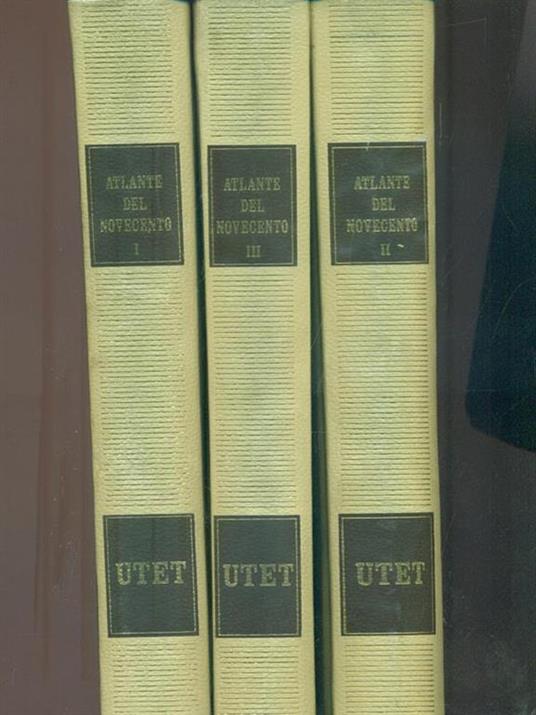 ATLANTE
DEL
NOVECENTO
I
UTET
ATLANTE
DEL
NOVECENTO
III
UTET
ATLANTE
DEL
NOVECENTO
II
UTET